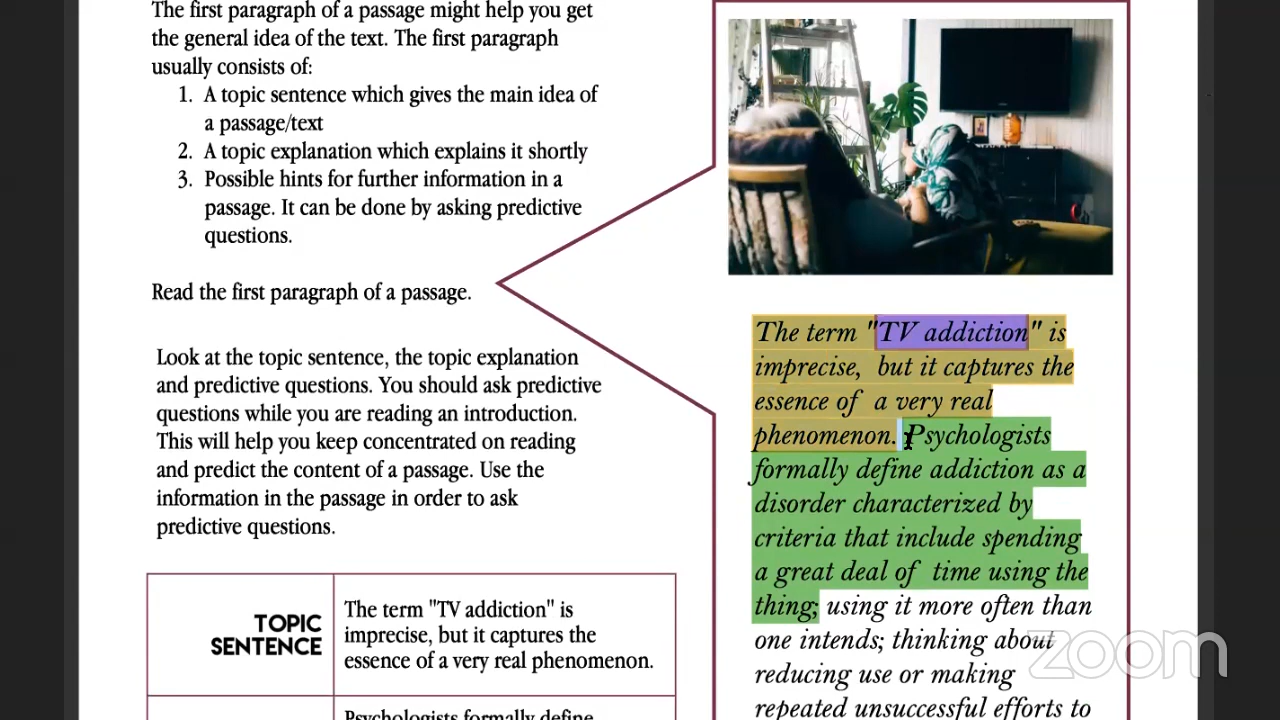 The first paragraph of a passage might help you get
the general idea of the text. The first paragraph
usually consists of:
1. A topic sentence which gives the main idea of
a passage/text
2. A topic explanation which explains it shortly
3. Possible hints for further information in a
passage. It can be done by asking predictive
questions.
Read the first paragraph of a passage.
Look at the topic sentence, the topic explanation
and predictive questions. You should ask predictive
questions while you are reading an introduction.
This will help you keep concentrated on reading
and predict the content of a passage. Use the
information in the passage in order to ask
predictive questions.
TOPIC
SENTENCE
The term "TV addiction" is
imprecise, but it captures the
essence of a very real phenomenon.
Psychologists formally define
The term "TV addiction" is
imprecise, but it captures the
essence of a very real
phenomenon. Psychologists
formally define addiction as a
disorder characterized by
criteria that include spending
a great deal of time using the
thing; using it more often than
one intends; thinking about
reducing use or making
repeated unsuccessful efforts to
zoom